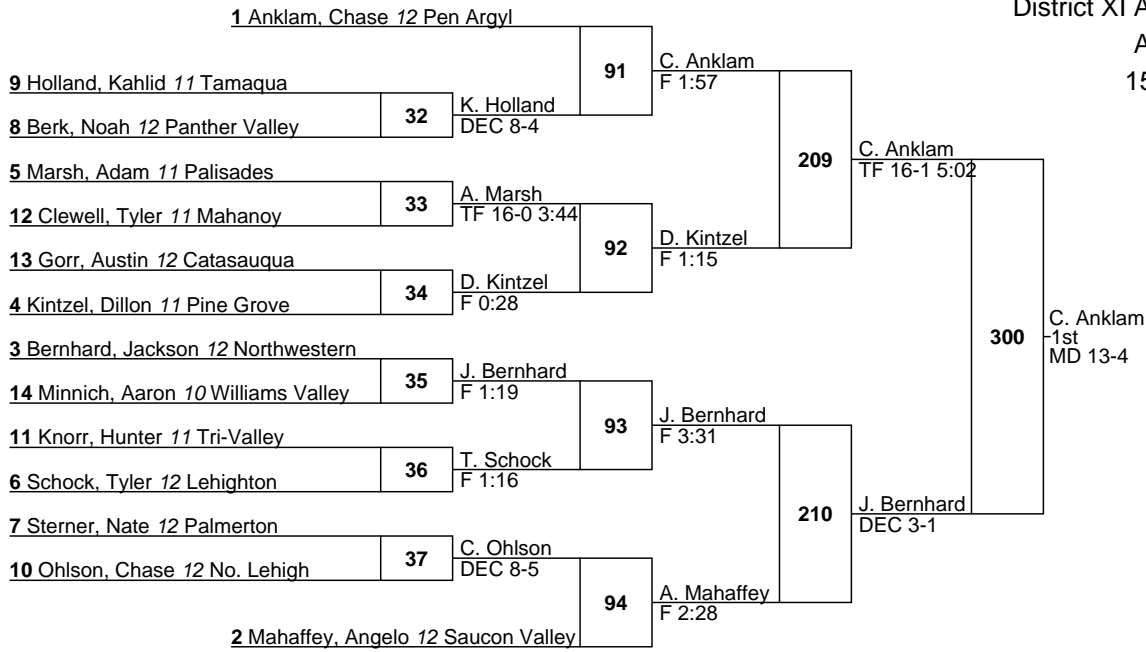 District XI A
A
15
1 Anklam, Chase 12 Pen Argyl
91
C. Anklam
F 1:57
9 Holland, Kahlid 11 Tamaqua
32
K. Holland
DEC 8-4
8 Berk, Noah 12 Panther Valley
209
C. Anklam
TF 16-1 5:02
5 Marsh, Adam 11 Palisades
33
A. Marsh
TF 16-0 3:44
12 Clewell, Tyler 11 Mahanoy
92
D. Kintzel
F 1:15
13 Gorr, Austin 12 Catasauqua
34
D. Kintzel
F 0:28
4 Kintzel, Dillon 11 Pine Grove
300
C. Anklam
1st
MD 13-4
3 Bernhard, Jackson 12 Northwestern
35
J. Bernhard
F 1:19
14 Minnich, Aaron 10 Williams Valley
93
J. Bernhard
F 3:31
11 Knorr, Hunter 11 Tri-Valley
36
T. Schock
F 1:16
6 Schock, Tyler 12 Lehighton
210
J. Bernhard
DEC 3-1
7 Sterner, Nate 12 Palmerton
37
C. Ohlson
DEC 8-5
10 Ohlson, Chase 12 No. Lehigh
94
A. Mahaffey
F 2:28
2 Mahaffey, Angelo 12 Saucon Valley